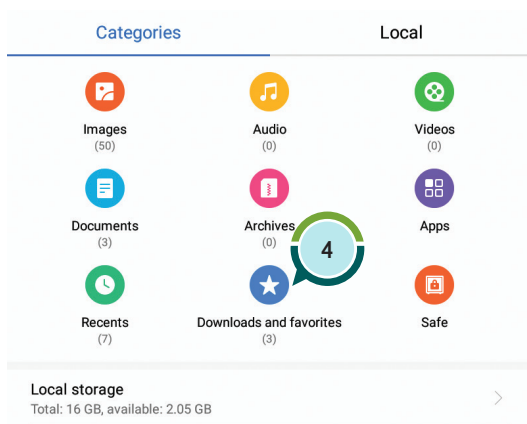 Categories Local
Images Audio Videos
(50) (0) (0)
Documents Archives Apps
(3) (0)
4
Recents Downloads and favorites Safe
(7) (3)
Local storage
Total: 16 GB, available: 2.05 GB